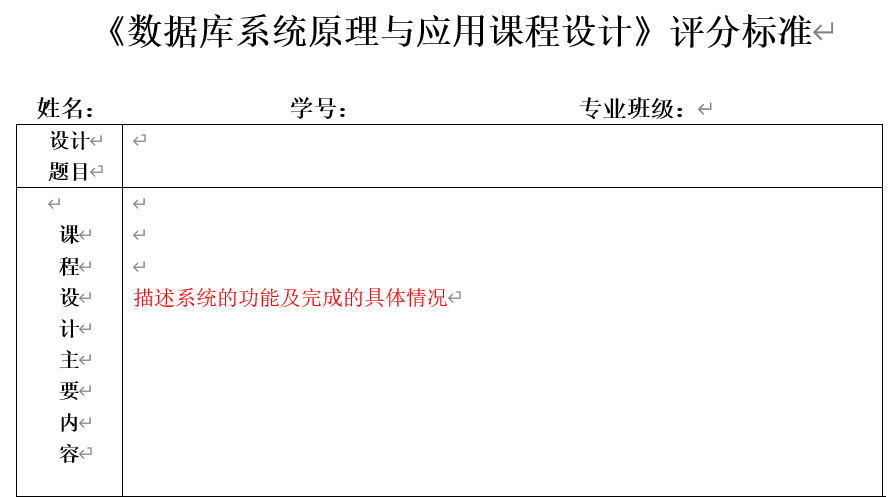 《数据库系统原理与应用课程设计》评分标准
姓名： 学号： 专业班级：
设计
题目
课
程
设
描述系统的功能及完成的具体情况
计
主
要
内
容